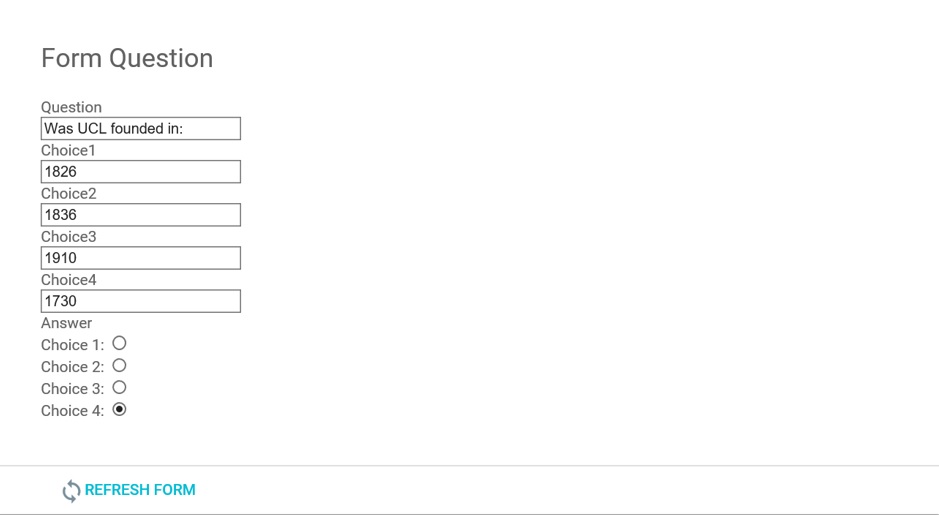 Form Question
Question
Was UCL founded in:
Choice1
1826
Choice2
1836
Choice3
1910
Choice4
1730
Answer
Choice 1:
Choice 2:
Choice 3:
Choice 4:
REFRESH FORM